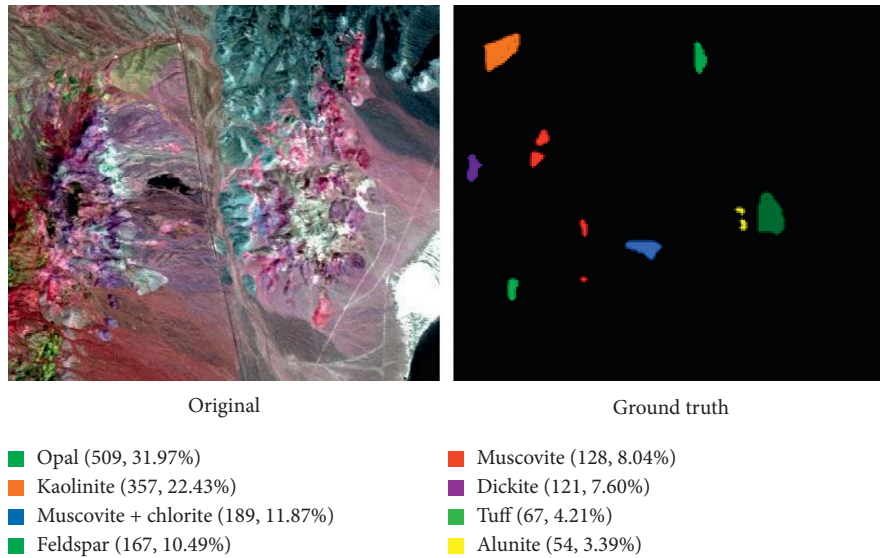 Original
Ground truth
Opal (509, 31.97%)
Kaolinite (357, 22.43%)
Muscovite + chlorite (189, 11.87%)
Feldspar (167, 10.49%)
Muscovite (128, 8.04%)
Dickite (121, 7.60%)
Tuff (67, 4.21%)
Alunite (54, 3.39%)